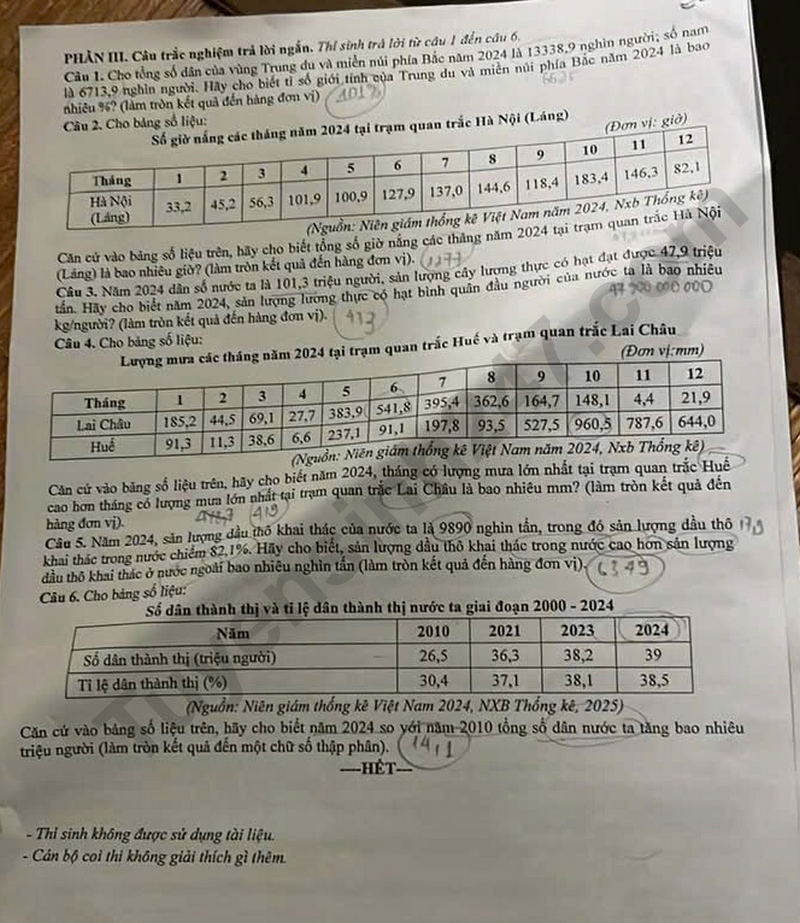 PHẦN III. Câu trắc nghiệm trả lời ngắn. Thí sinh trả lời từ câu 1 đến câu 6.
Câu 1. Cho tổng số dân của vùng Trung du và miền núi phía Bắc năm 2024 là 13338,9 nghìn người; số nam
là 6713,9 nghìn người. Hãy cho biết tỉ số giới tính của Trung du và miền núi phía Bắc năm 2024 là bao
nhiêu %? (làm tròn kết quả đến hàng đơn vị) 101%
Câu 2. Cho bảng số liệu:
Số giờ nắng các tháng năm 2024 tại trạm quan trắc Hà Nội (Láng)
(Đơn vị: giờ)
Tháng 1 2 3 4 5 6 7 8 9 10 11 12
Hà Nội (Láng) 33,2 45,2 56,3 101,9 100,9 127,9 137,0 144,6 118,4 183,4 146,3 82,1
(Nguồn: Niên giám thống kê Việt Nam năm 2024, Nxb Thống kê)
Căn cứ vào bảng số liệu trên, hãy cho biết tổng số giờ nắng các tháng năm 2024 tại trạm quan trắc Hà Nội
(Láng) là bao nhiêu giờ? (làm tròn kết quả đến hàng đơn vị). 1277
Câu 3. Năm 2024 dân số nước ta là 101,3 triệu người, sản lượng cây lương thực có hạt đạt được 47,9 triệu
tấn. Hãy cho biết năm 2024, sản lượng lương thực có hạt bình quân đầu người của nước ta là bao nhiêu
kg/người? (làm tròn kết quả đến hàng đơn vị). 473 47 900 000 000
Câu 4. Cho bảng số liệu:
Lượng mưa các tháng năm 2024 tại trạm quan trắc Huế và trạm quan trắc Lai Châu
(Đơn vị:mm)
Tháng 1 2 3 4 5 6 7 8 9 10 11 12
Lai Châu 185,2 44,5 69,1 27,7 383,9 541,8 395,4 362,6 164,7 148,1 4,4 21,9
Huế 91,3 11,3 38,6 6,6 237,1 91,1 197,8 93,5 527,5 960,5 787,6 644,0
(Nguồn: Niên giám thống kê Việt Nam năm 2024, Nxb Thống kê)
Căn cứ vào bảng số liệu trên, hãy cho biết năm 2024, tháng có lượng mưa lớn nhất tại trạm quan trắc Huế
cao hơn tháng có lượng mưa lớn nhất tại trạm quan trắc Lai Châu là bao nhiêu mm? (làm tròn kết quả đến
hàng đơn vị). 419
Câu 5. Năm 2024, sản lượng dầu thô khai thác của nước ta là 9890 nghìn tấn, trong đó sản lượng dầu thô 17,9
khai thác trong nước chiếm 82,1%. Hãy cho biết, sản lượng dầu thô khai thác trong nước cao hơn sản lượng
dầu thô khai thác ở nước ngoài bao nhiêu nghìn tấn (làm tròn kết quả đến hàng đơn vị). 6349
Câu 6. Cho bảng số liệu:
Số dân thành thị và tỉ lệ dân thành thị nước ta giai đoạn 2000 - 2024
Năm 2010 2021 2023 2024
Số dân thành thị (triệu người) 26,5 36,3 38,2 39
Tỉ lệ dân thành thị (%) 30,4 37,1 38,1 38,5
(Nguồn: Niên giám thống kê Việt Nam 2024, NXB Thống kê, 2025)
Căn cứ vào bảng số liệu trên, hãy cho biết năm 2024 so với năm 2010 tổng số dân nước ta tăng bao nhiêu
triệu người (làm tròn kết quả đến một chữ số thập phân). 14,1
----HẾT---
- Thí sinh không được sử dụng tài liệu.
- Cán bộ coi thi không giải thích gì thêm.
Tuyensinh247.com